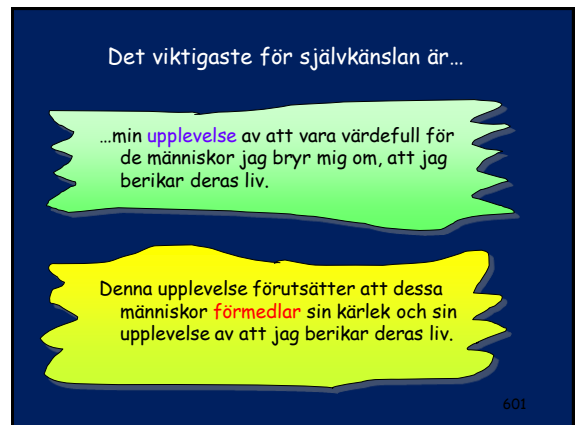 Det viktigaste för självkänslan är…
…min upplevelse av att vara värdefull för
de människor jag bryr mig om, att jag
berikar deras liv.
Denna upplevelse förutsätter att dessa
människor förmedlar sin kärlek och sin
upplevelse av att jag berikar deras liv.
601